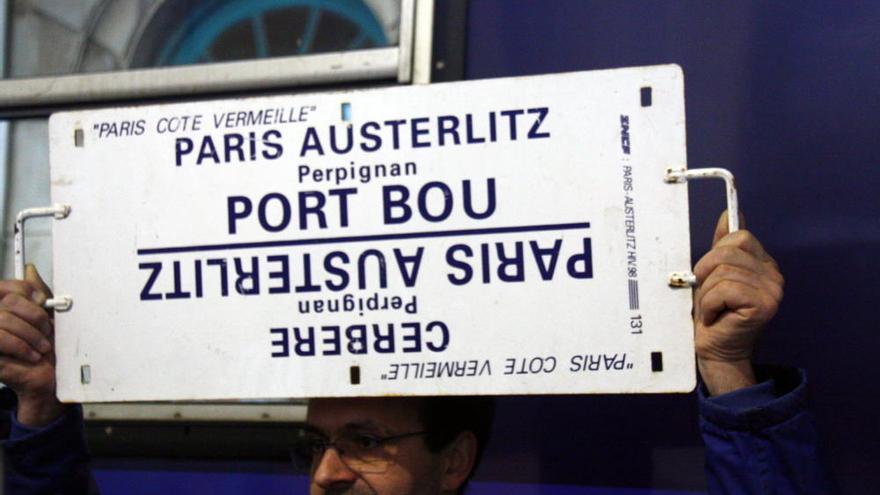 "PARIS COTE VERMEILLE"
PARIS AUSTERLITZ
Perpignan
PORT BOU
PARIS AUSTERLITZ
Perpignan
CERBERE
"PARIS COTE VERMEILLE"
SNCF : PARIS-AUSTERLITZ HIV.98 131